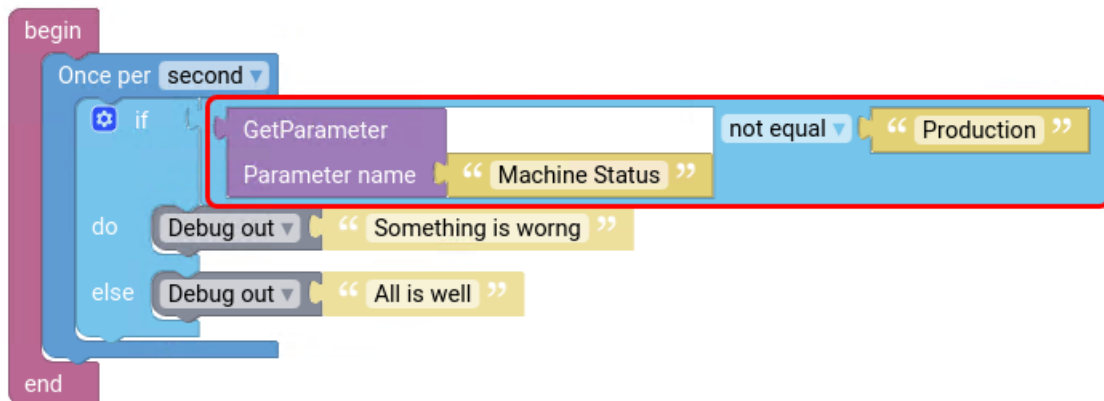 begin
Once per second
if GetParameter not equal “ Production ”
Parameter name “ Machine Status ”
do Debug out “ Something is worng ”
else Debug out “ All is well ”
end